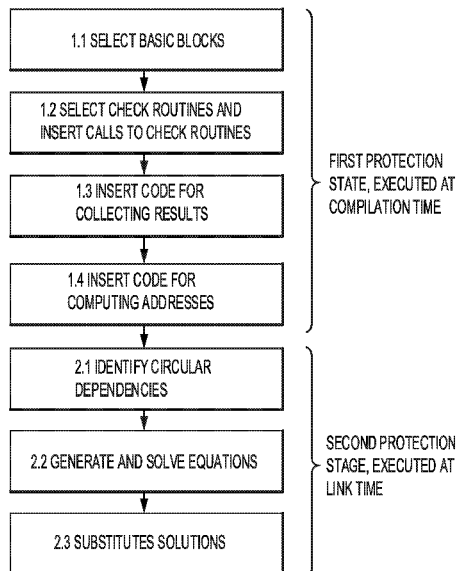 1.1 SELECT BASIC BLOCKS
1.2 SELECT CHECK ROUTINES AND
INSERT CALLS TO CHECK ROUTINES
1.3 INSERT CODE FOR
COLLECTING RESULTS
1.4 INSERT CODE FOR
COMPUTING ADDRESSES
FIRST PROTECTION
STATE, EXECUTED AT
COMPILATION TIME
2.1 IDENTIFY CIRCULAR
DEPENDENCIES
2.2 GENERATE AND SOLVE EQUATIONS
2.3 SUBSTITUTES SOLUTIONS
SECOND PROTECTION
STAGE, EXECUTED AT
LINK TIME